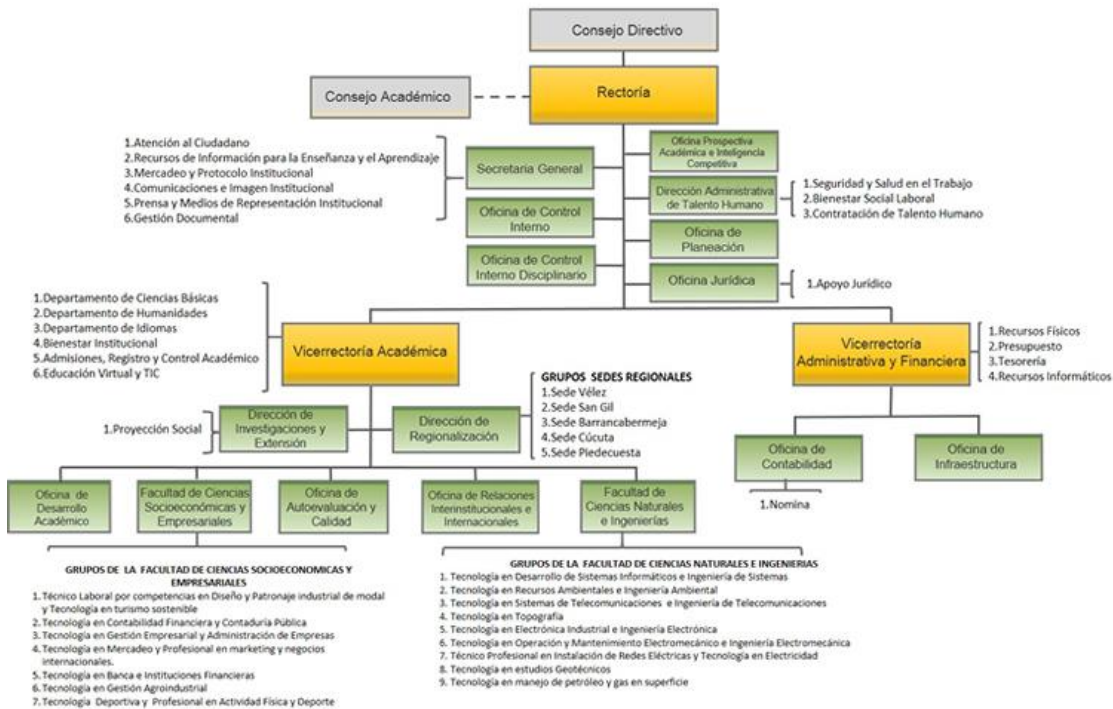 Consejo Directivo
Consejo Académico
Rectoría
1.Atención al Ciudadano
2.Recursos de Información para la Enseñanza y el Aprendizaje
3.Mercadeo y Protocolo Institucional
4.Comunicaciones e Imagen Institucional
5.Prensa y Medios de Representación Institucional
6.Gestión Documental
Secretaria General
Oficina de Control
Interno
Oficina de Control
Interno Disciplinario
Oficina Prospectiva
Académica e Inteligencia
Competitiva
Dirección Administrativa
de Talento Humano
1.Seguridad y Salud en el Trabajo
2.Bienestar Social Laboral
3.Contratación de Talento Humano
Oficina de
Planeación
Oficina Jurídica
1.Apoyo Jurídico
1.Departamento de Ciencias Básicas
2.Departamento de Humanidades
3.Departamento de Idiomas
4.Bienestar Institucional
5.Admisiones, Registro y Control Académico
6.Educación Virtual y TIC
Vicerrectoría Académica
Vicerrectoría
Administrativa y Financiera
1.Recursos Físicos
2.Presupuesto
3.Tesorería
4.Recursos Informáticos
1.Proyección Social
Dirección de
Investigaciones y
Extensión
Dirección de
Regionalización
GRUPOS SEDES REGIONALES
1.Sede Vélez
2.Sede San Gil
3.Sede Barrancabermeja
4.Sede Cúcuta
5.Sede Piedecuesta
Oficina de
Contabilidad
1.Nomina
Oficina de
Infraestructura
Oficina de
Desarrollo
Académico
Facultad de Ciencias
Socioeconómicas y
Empresariales
Oficina de
Autoevaluación y
Calidad
Oficina de Relaciones
Interinstitucionales e
Internacionales
Facultad de
Ciencias Naturales
e Ingenierías
GRUPOS DE LA FACULTAD DE CIENCIAS SOCIOECONOMICAS Y
EMPRESARIALES
1. Técnico Laboral por competencias en Diseño y Patronaje industrial de modal
y Tecnología en turismo sostenible
2. Tecnología en Contabilidad Financiera y Contaduría Pública
3. Tecnología en Gestión Empresarial y Administración de Empresas
4. Tecnología en Mercadeo y Profesional en marketing y negocios
internacionales.
5. Tecnología en Banca e Instituciones Financieras
6. Tecnología en Gestión Agroindustrial
7. Tecnología Deportiva y Profesional en Actividad Física y Deporte
GRUPOS DE LA FACULTAD DE CIENCIAS NATURALES E INGENIERIAS
1. Tecnología en Desarrollo de Sistemas Informáticos e Ingeniería de Sistemas
2. Tecnología en Recursos Ambientales e Ingeniería Ambiental
3. Tecnología en Sistemas de Telecomunicaciones e Ingeniería de Telecomunicaciones
4. Tecnología en Topografía
5. Tecnología en Electrónica Industrial e Ingeniería Electrónica
6. Tecnología en Operación y Mantenimiento Electromecánico e Ingeniería Electromecánica
7. Técnico Profesional en Instalación de Redes Eléctricas y Tecnología en Electricidad
8. Tecnología en estudios Geotécnicos
9. Tecnología en manejo de petróleo y gas en superficie